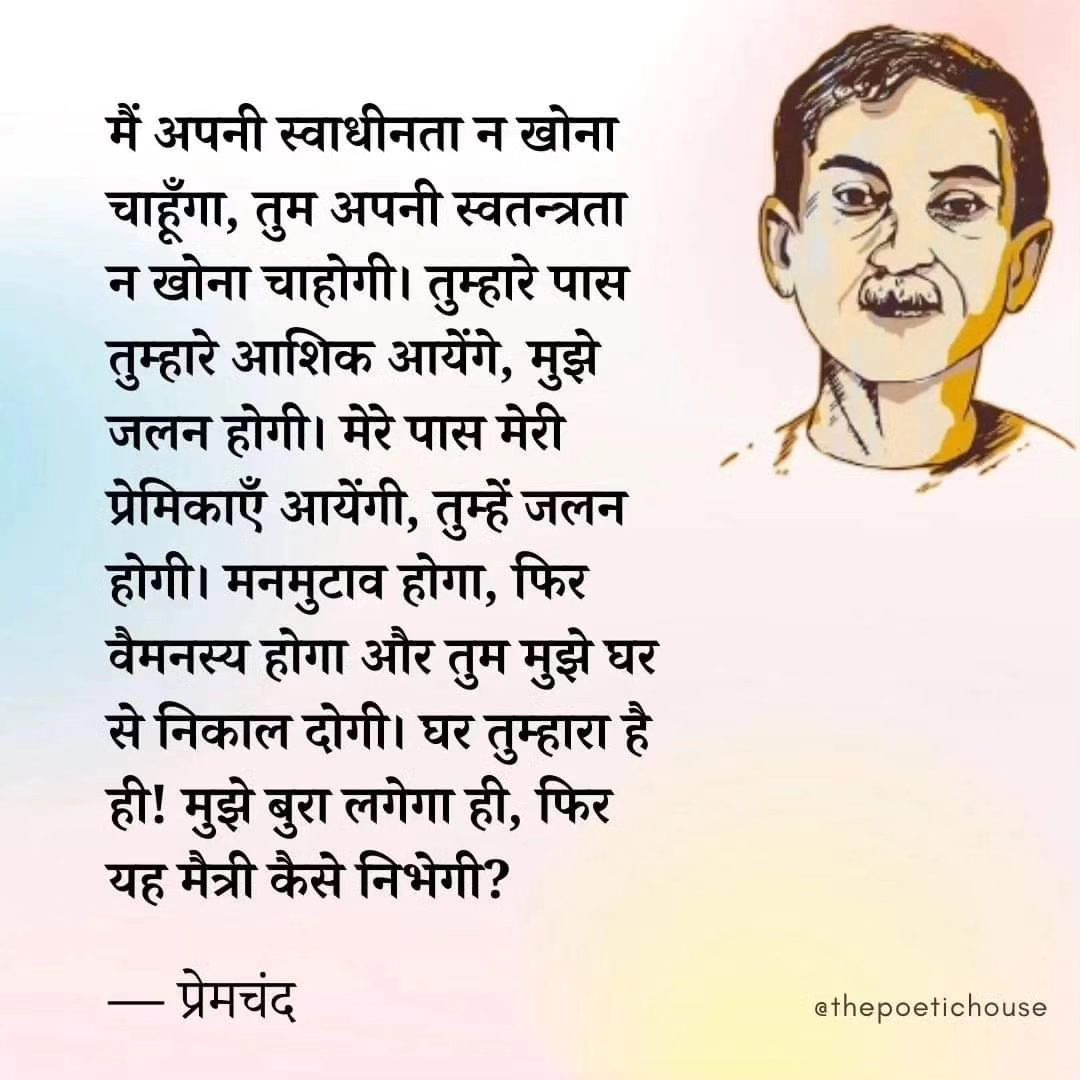 मैं अपनी स्वाधीनता न खोना
चाहूँगा, तुम अपनी स्वतन्त्रता
न खोना चाहोगी। तुम्हारे पास
तुम्हारे आशिक आयेंगे, मुझे
जलन होगी। मेरे पास मेरी
प्रेमिकाएँ आयेंगी, तुम्हें जलन
होगी। मनमुटाव होगा, फिर
वैमनस्य होगा और तुम मुझे घर
से निकाल दोगी। घर तुम्हारा है
ही! मुझे बुरा लगेगा ही, फिर
यह मैत्री कैसे निभेगी?
— प्रेमचंद
@thepoetichouse